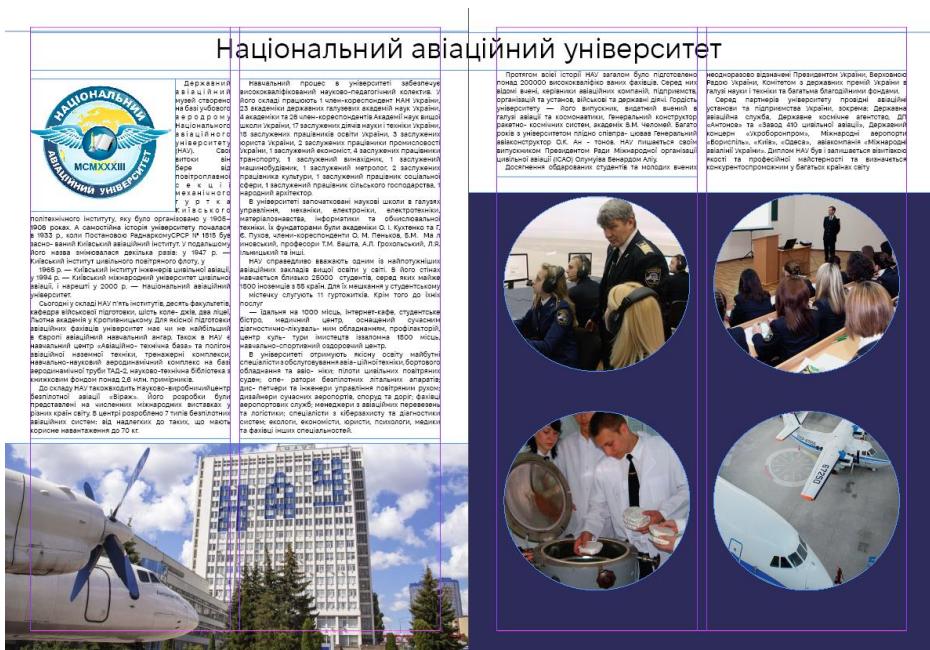 Національний авіаційний університет
НАЦІОНАЛЬНИЙ
АВІАЦІЙНИЙ УНІВЕРСИТЕТ
MCMXXXIII
Державний
авіаційний
музей створено
на базі учбового
аеродрому
Національного
авіаційного
університету
(НАУ). Свої
витоки він
бере від
повітроплавної
секції
механічного
гуртка
Київського
політехнічного інституту, яку було організовано у 1905–
1908 роках. А самостійна історія університету почалася
в 1933 р, коли Постановою РаднаркомуСРСР № 1815 був
засно- ваний Київський авіаційний інститут. У подальшому
його назва змінювалася декілька разів: у 1947 р. —
Київський інститут цивільного повітряного флоту, у
1965 р. — Київський інститут інженерів цивільної авіації,
у 1994 р. — Київський міжнародний університет цивільної
авіації, і нарешті у 2000 р. — Національний авіаційний
університет.
Сьогодні у складі НАУ п'ять інститутів, десять факультетів,
кафедра військової підготовки, шість коле- джів, два ліцеї,
Льотна академія у Кропивницькому. Для якісної підготовки
авіаційних фахівців університет має чи не найбільший
в Європі авіаційний навчальний ангар. Також в НАУ є
навчальний центр «Авіаційно- технічна база» та полігон
авіаційної наземної техніки, тренажерні комплекси,
навчально-науковий аеродинамічний комплекс на базі
аеродинамічної труби ТАД-2, науково-технічна бібліотека з
книжковим фондом понад 2,6 млн. примірників.
До складу НАУ такожвходить Науково-виробничийцентр
безпілотної авіації «Віраж». Його розробки були
представлені на численних міжнародних виставках у
різних країн світу. В центрі розроблено 7 типів безпілотних
авіаційних систем: від надлегких до таких, що мають
корисне навантаження до 70 кг.
Навчальний процес в університеті забезпечує
висококваліфікований науково-педагогічний колектив. У
його складі працюють 1 член-кореспондент НАН України,
23 академіки державних галузевих академій наук України,
4 академіки та 26 член-кореспондентів Академії наук вищої
школи України, 17 заслужених діячів науки і техніки України,
15 заслужених працівників освіти України, 3 заслужених
юриста України, 2 заслужених працівники промисловості
України, 1 заслужений економіст, 4 заслужених працівники
транспорту, 1 заслужений винахідник, 1 заслужений
машинобудівник, 1 заслужений метролог, 2 заслужених
працівника культури, 1 заслужений працівник соціальної
сфери, 1 заслужений працівник сільського господарства, 1
народний архітектор.
В університеті започатковані наукові школи в галузях
управління, механіки, електроніки, електротехніки,
матеріалознавства, інформатики та обчислювальної
техніки. Їх фундаторами були академіки О. І. Кухтенко та Г.
Є. Пухов, члени-кореспонденти О. М. Пеньков, Б.М. Ма л
иновський, професори Т.М. Башта, А.Л. Грохольський, Л.Я.
Ільницький та інші.
НАУ справедливо вважають одним із найпотужніших
авіаційних закладів вищої освіти у світі. В його стінах
навчається близько 25000 студентів, серед яких майже
1500 іноземців з 55 країн. Для їх мешкання у студентському
містечку слугують 11 гуртожитків. Крім того до їхніх
послуг
— їдальня на 1000 місць, інтернет-кафе, студентське
бістро, медичний центр, оснащений сучасним
діагностично-лікуваль- ним обладнанням, профілакторій,
центр куль- тури імистецтв іззаломна 1500 місць,
навчально-спортивний оздоровчий центр.
В університеті отримують якісну освіту майбутні
спеціалісти з обслуговування авіа- ційної техніки, бортового
обладнання та авіо- ніки; пілоти цивільних повітряних
суден; опе- ратори безпілотних літальних апаратів;
дис- петчери та інженери управління повітряним рухом;
дизайнери сучасних аеропортів, споруд та доріг; фахівці
аеропортових служб; менеджери з авіаційних перевезень
та логістики; спеціалісти з кіберзахисту та діагностики
систем; екологи, економісти, юристи, психологи, медики
та фахівці інших спеціальностей.
Протягом всієї історії НАУ загалом було підготовлено
понад 200000 висококваліфіко ваних фахівців. Серед них
відомі вчені, керівники авіаційних компаній, підприємств,
організацій та установ, військові та державні діячі. Гордість
університету — його випускник, видатний вчений в
галузі авіації та космонавтики, Генеральний конструктор
ракетно- космічних систем, академік В.М. Челомей. Багато
років з університетом плідно співпра- цював Генеральний
авіаконструктор О.К. Ан - тонов. НАУ пишається своїм
випускником Президентом Ради Міжнародної організації
цивільної авіації (ІСАО) Олумуїва Бенардом Аліу.
Досягнення обдарованих студентів та молодих вчених
неодноразово відзначені Президентом України, Верховною
Радою України, Комітетом з державних премій України в
галузі науки і техніки та багатьма благодійними фондами.
Серед партнерів університету провідні авіаційні
установи та підприємства України, зокрема: Державна
авіаційна служба, Державне космічне агентство, ДП
«Антонов» та «Завод 410 цивільної авіації», Державний
концерн «Укроборонпром», Міжнародні аеропорти
«Бориспіль», «Київ», «Одеса», авіакомпанія «Міжнародні
авіалінії України». Диплом НАУ був і залишається візитівкою
якості та професійної майстерності та визначається
конкурентоспроможним у багатьох країнах світу
НАУ
67250